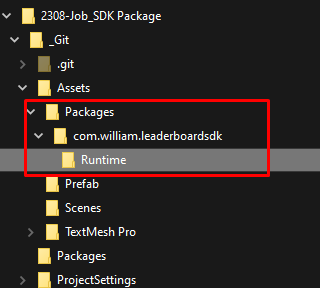 2308-Job_SDK Package
_Git
.git
Assets
Packages
com.william.leaderboardsdk
Runtime
Prefab
Scenes
TextMesh Pro
Packages
ProjectSettings